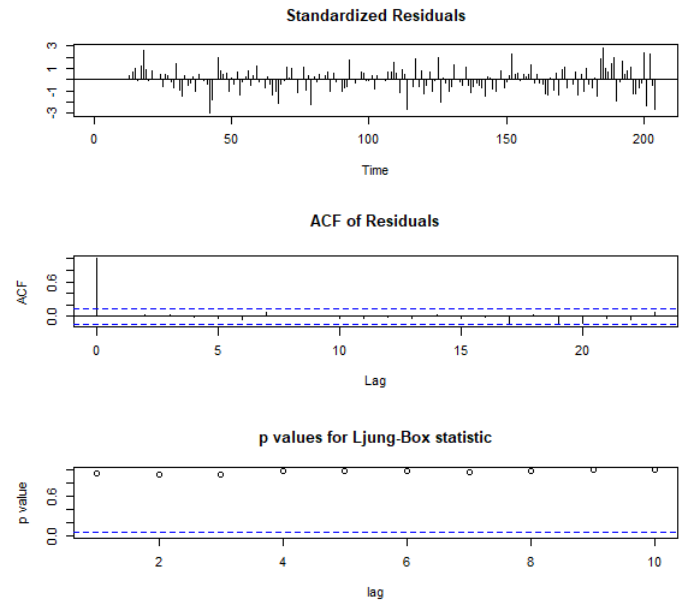 Standardized Residuals
3
1
-1
-3
0 50 100 150 200
Time
ACF of Residuals
ACF
0.6
0.0
0 5 10 15 20
Lag
p values for Ljung-Box statistic
p value
0.6
0.0
2 4 6 8 10
lag